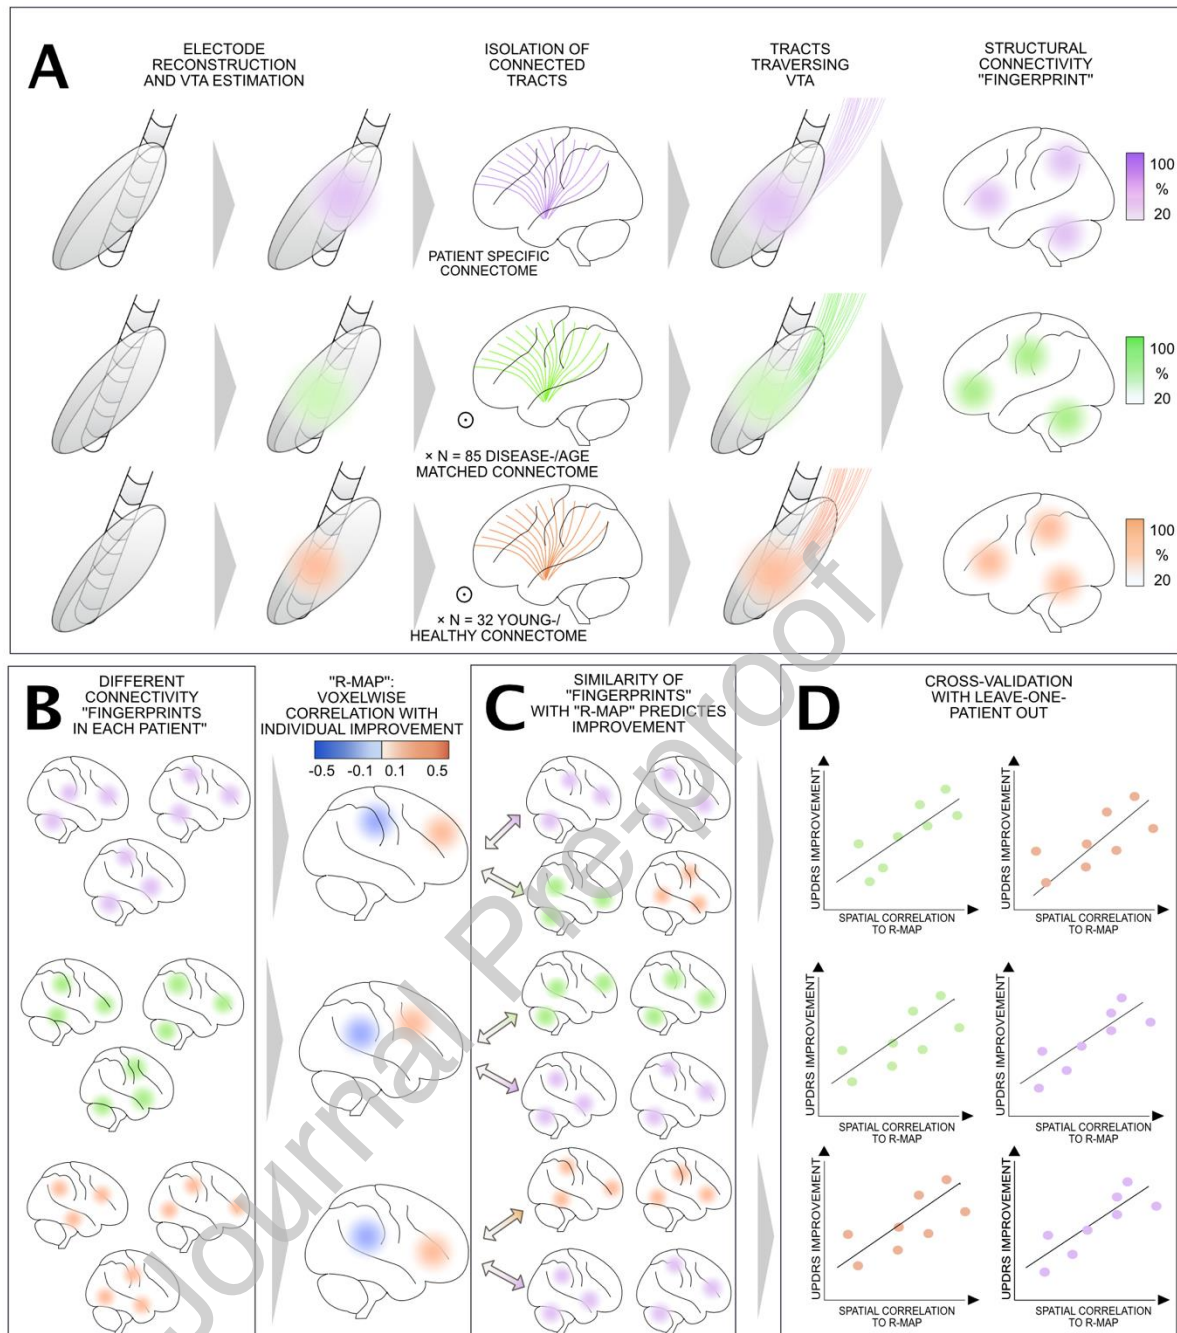 A
ELECTODE
RECONSTRUCTION
AND VTA ESTIMATION
ISOLATION OF
CONNECTED
TRACTS
TRACTS
TRAVERSING
VTA
STRUCTURAL
CONNECTIVITY
"FINGERPRINT"
100
%
20
PATIENT SPECIFIC
CONNECTOME
100
%
20
× N = 85 DISEASE-/AGE
MATCHED CONNECTOME
100
%
20
× N = 32 YOUNG-/
HEALTHY CONNECTOME
B
DIFFERENT
CONNECTIVITY
"FINGERPRINTS
IN EACH PATIENT"
"R-MAP":
VOXELWISE
CORRELATION WITH
INDIVIDUAL IMPROVEMENT
-0.5 -0.1 0.1 0.5
C
SIMILARITY OF
"FINGERPRINTS"
WITH "R-MAP" PREDICTES
IMPROVEMENT
D
CROSS-VALIDATION
WITH LEAVE-ONE-
PATIENT OUT
UPDRS IMPROVEMENT
SPATIAL CORRELATION
TO R-MAP
UPDRS IMPROVEMENT
SPATIAL CORRELATION
TO R-MAP
UPDRS IMPROVEMENT
SPATIAL CORRELATION
TO R-MAP
UPDRS IMPROVEMENT
SPATIAL CORRELATION
TO R-MAP
UPDRS IMPROVEMENT
SPATIAL CORRELATION
TO R-MAP
UPDRS IMPROVEMENT
SPATIAL CORRELATION
TO R-MAP
Journal Pre-proof